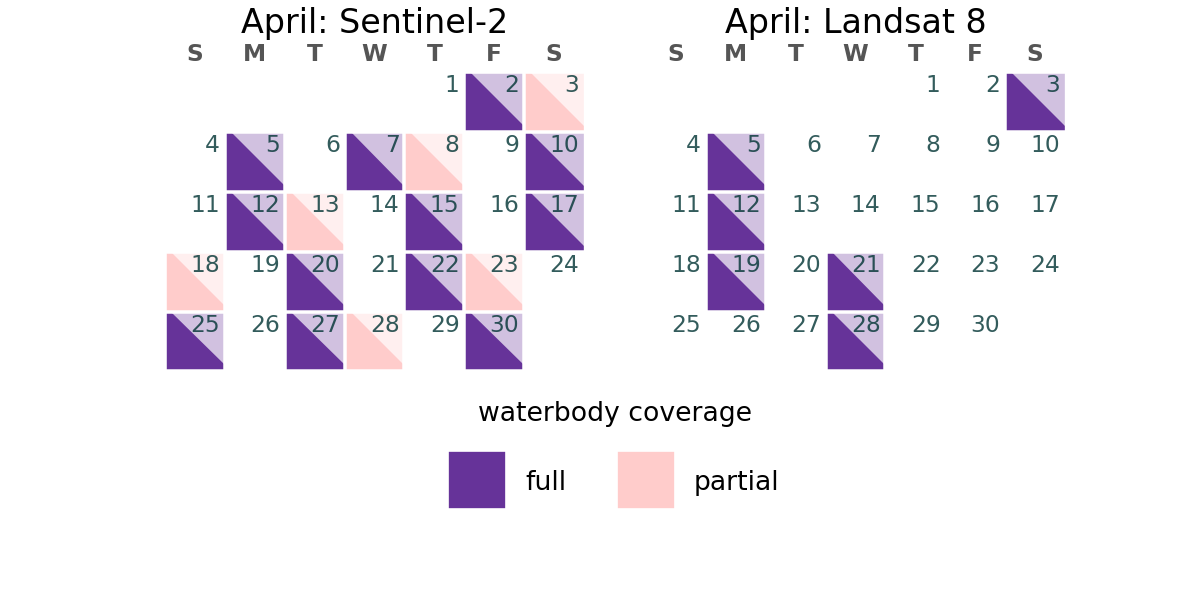 April: Sentinel-2
S M T W T F S
1 2 3
4 5 6 7 8 9 10
11 12 13 14 15 16 17
18 19 20 21 22 23 24
25 26 27 28 29 30
April: Landsat 8
S M T W T F S
1 2 3
4 5 6 7 8 9 10
11 12 13 14 15 16 17
18 19 20 21 22 23 24
25 26 27 28 29 30
waterbody coverage
full partial